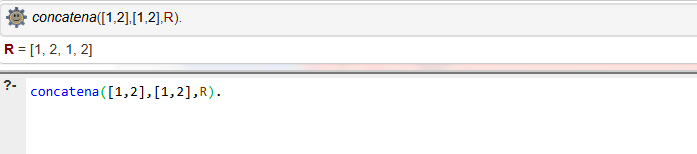 concatena([1,2],[1,2],R).
R = [1, 2, 1, 2]
?- concatena([1,2],[1,2],R).